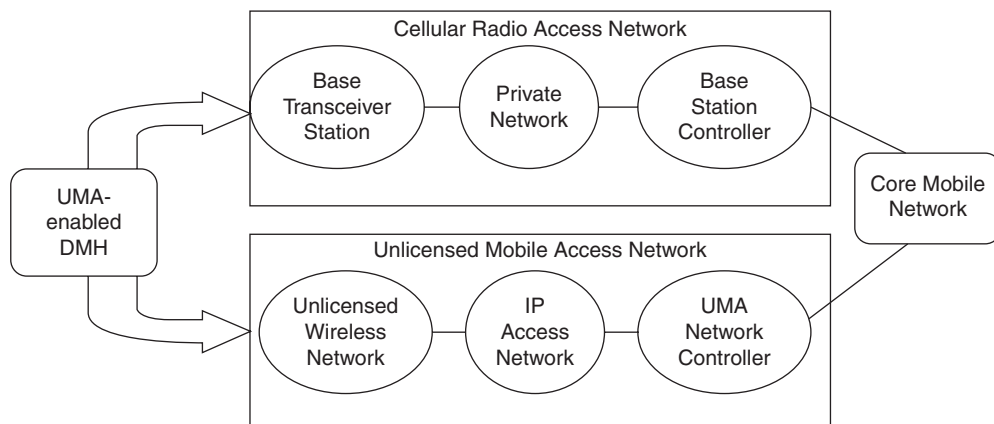 Cellular Radio Access Network
Base
Transceiver
Station
Private
Network
Base
Station
Controller
UMA-
enabled
DMH
Core Mobile
Network
Unlicensed Mobile Access Network
Unlicensed
Wireless
Network
IP
Access
Network
UMA
Network
Controller